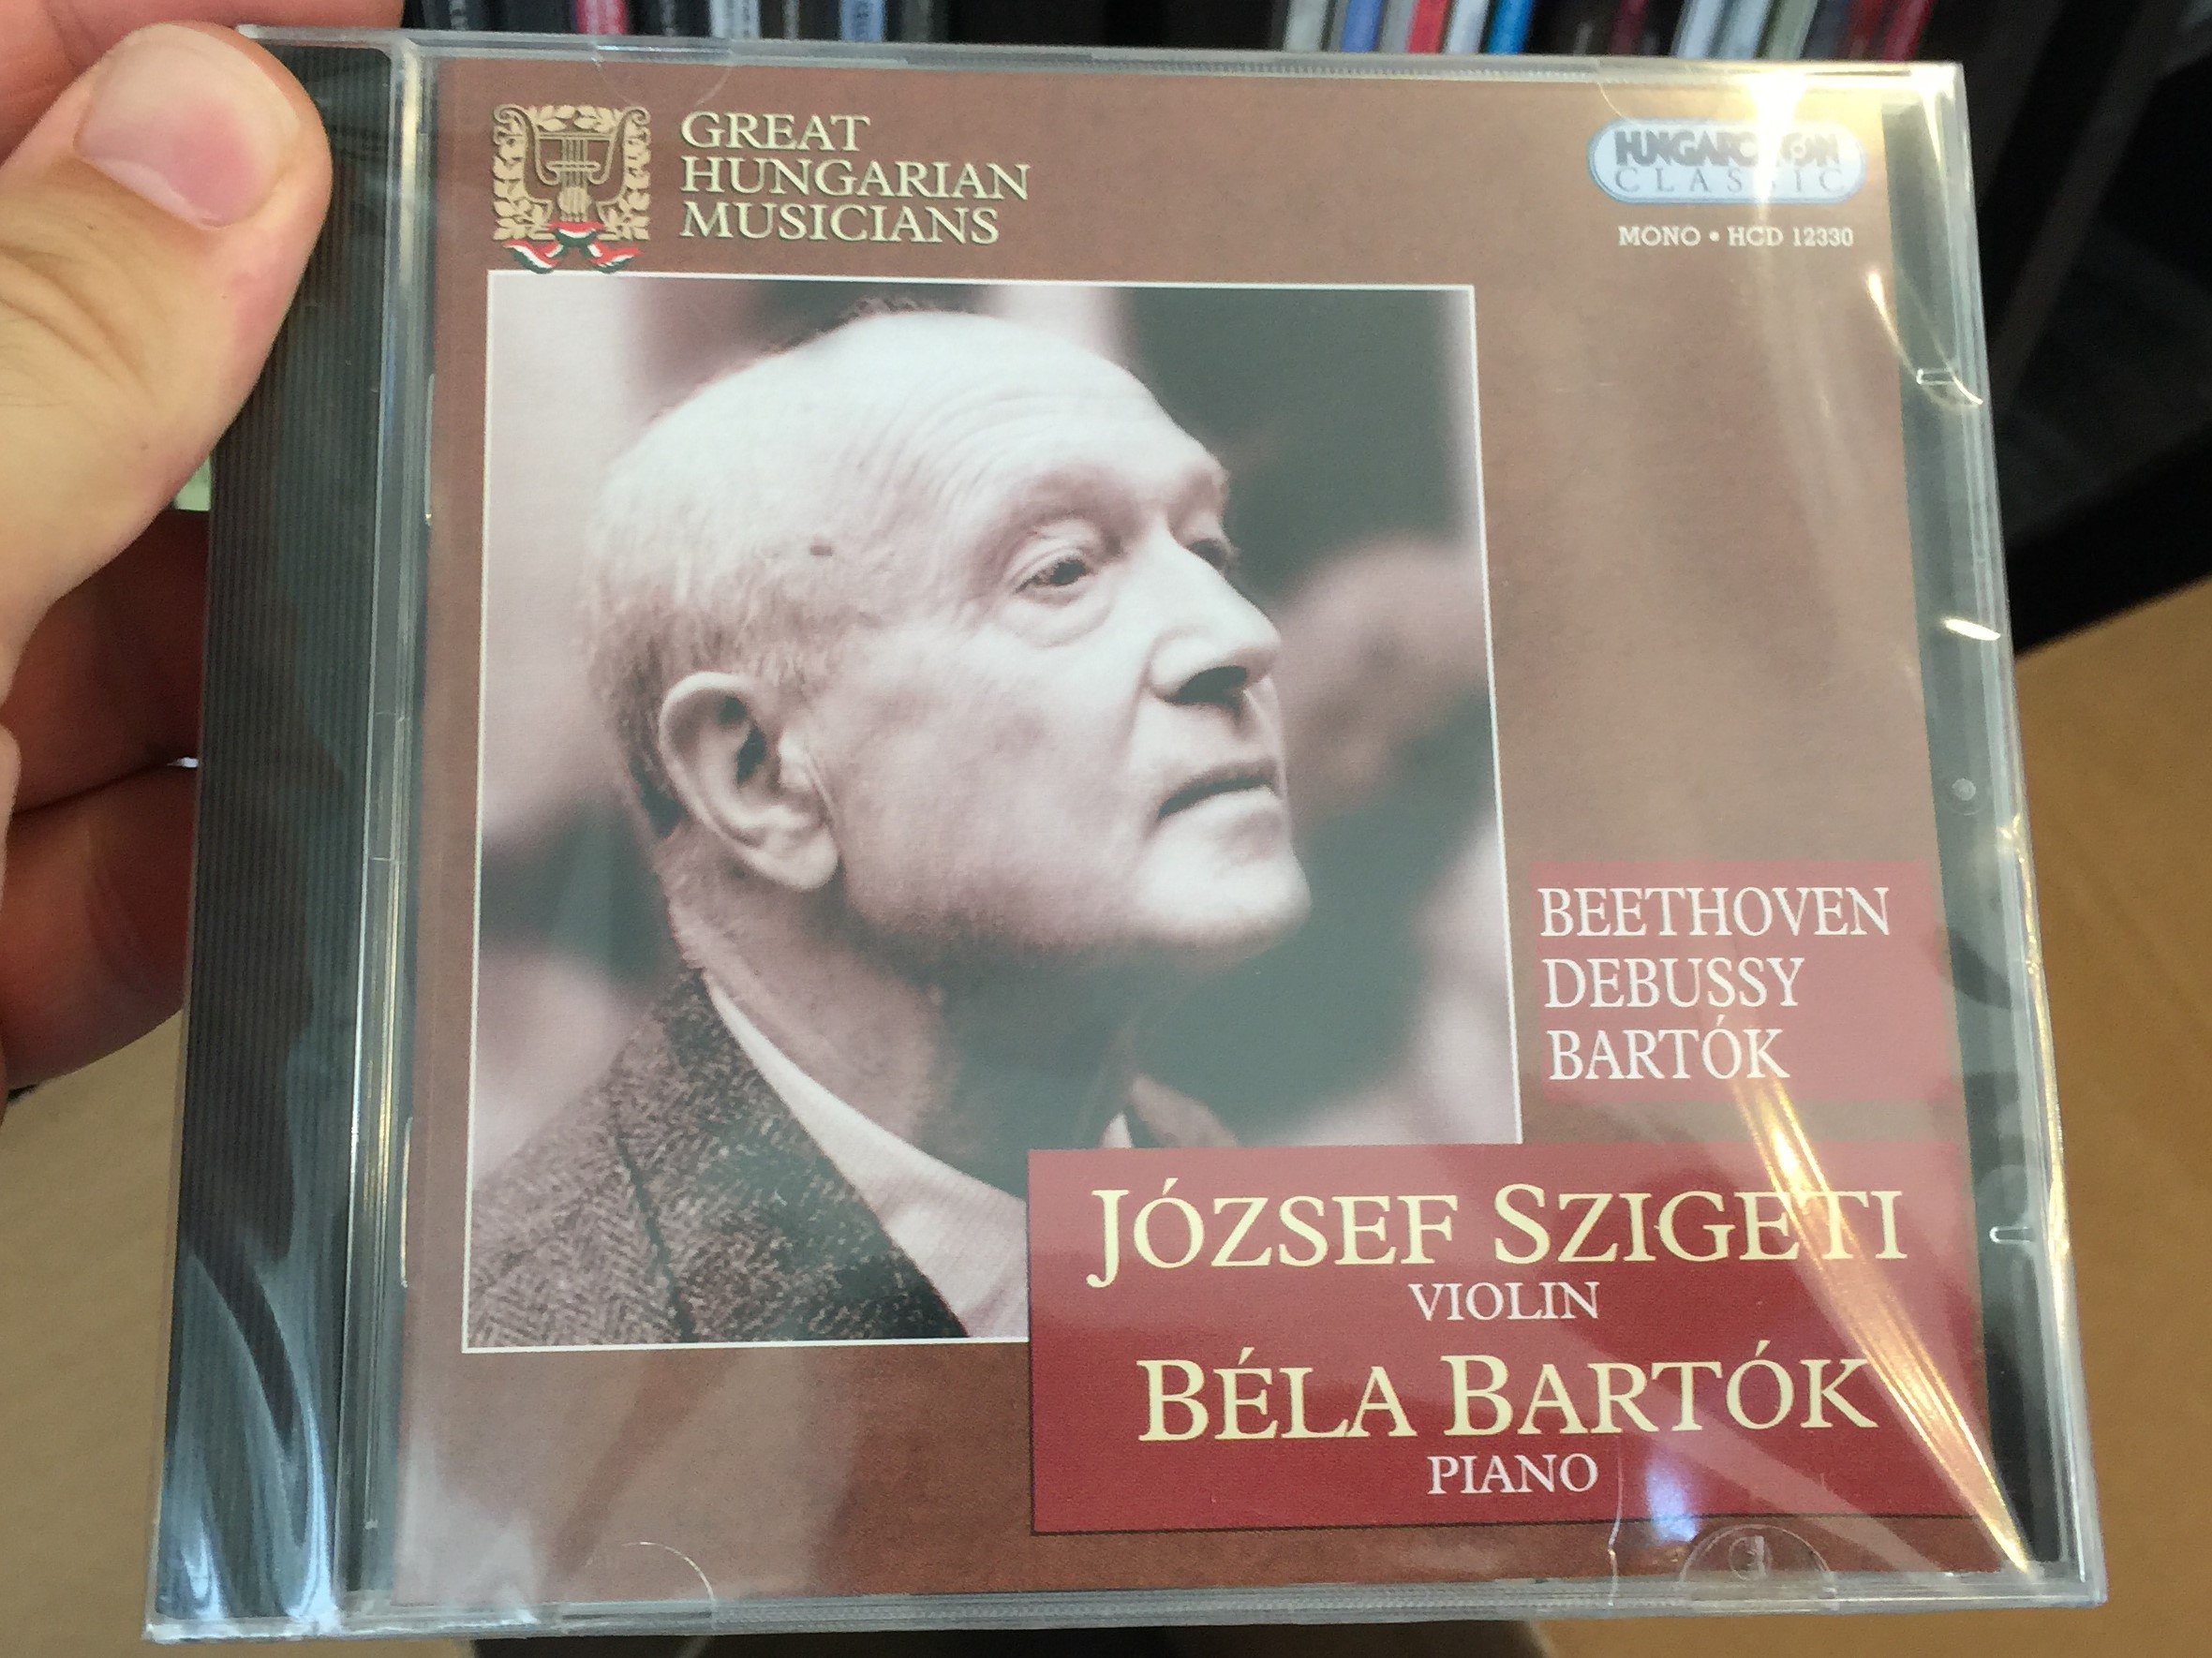 GREAT
HUNGARIAN
MUSICIANS
HUNGAROTON
CLASSIC
MONO • HCD 12330
BEETHOVEN
DEBUSSY
BARTÓK
JÓZSEF SZIGETI
VIOLIN
BÉLA BARTÓK
PIANO